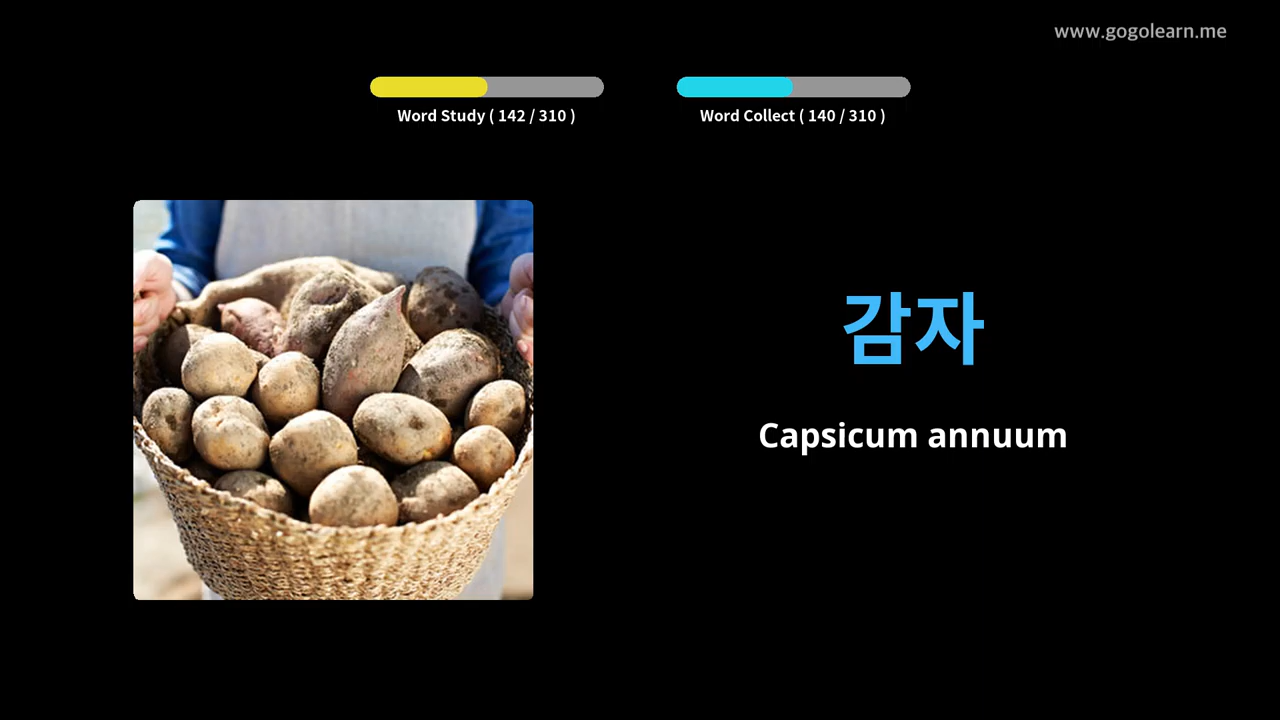 www.gogolearn.me
Word Study ( 142 / 310 )
Word Collect ( 140 / 310 )
감자
Capsicum annuum